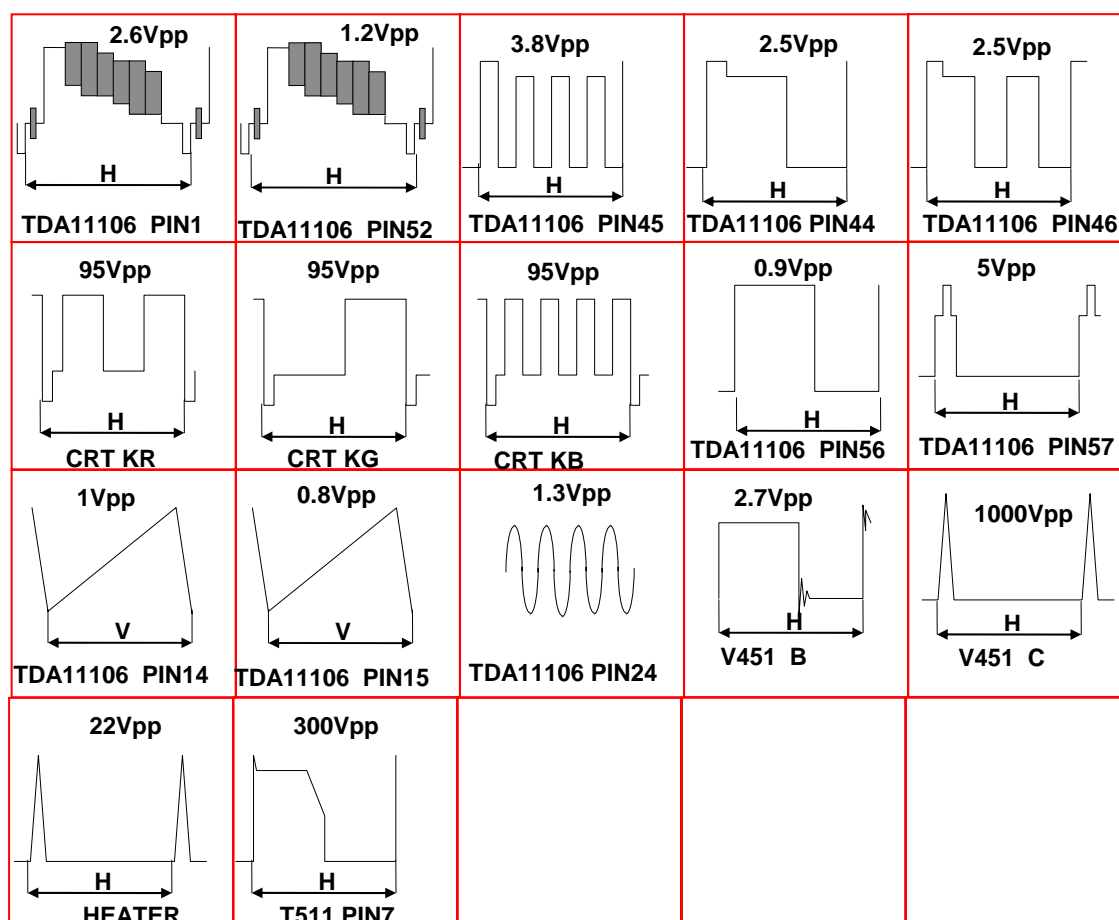 2.6Vpp
H
TDA11106 PIN1
1.2Vpp
H
TDA11106 PIN52
3.8Vpp
H
TDA11106 PIN45
2.5Vpp
H
TDA11106 PIN44
2.5Vpp
H
TDA11106 PIN46
95Vpp
H
CRT KR
95Vpp
H
CRT KG
95Vpp
H
CRT KB
0.9Vpp
H
TDA11106 PIN56
5Vpp
H
TDA11106 PIN57
1Vpp
V
TDA11106 PIN14
0.8Vpp
V
TDA11106 PIN15
1.3Vpp
TDA11106 PIN24
2.7Vpp
H
V451 B
1000Vpp
H
V451 C
22Vpp
H
HEATER
300Vpp
H
T511 PIN7